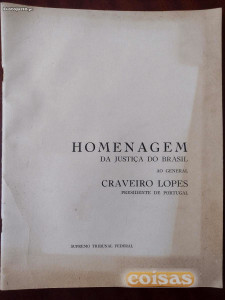 HOMENAGEM
DA JUSTIÇA DO BRASIL
AO GENERAL
CRAVEIRO LOPES
PRESIDENTE DE PORTUGAL
SUPREMO TRIBUNAL FEDERAL
coisas